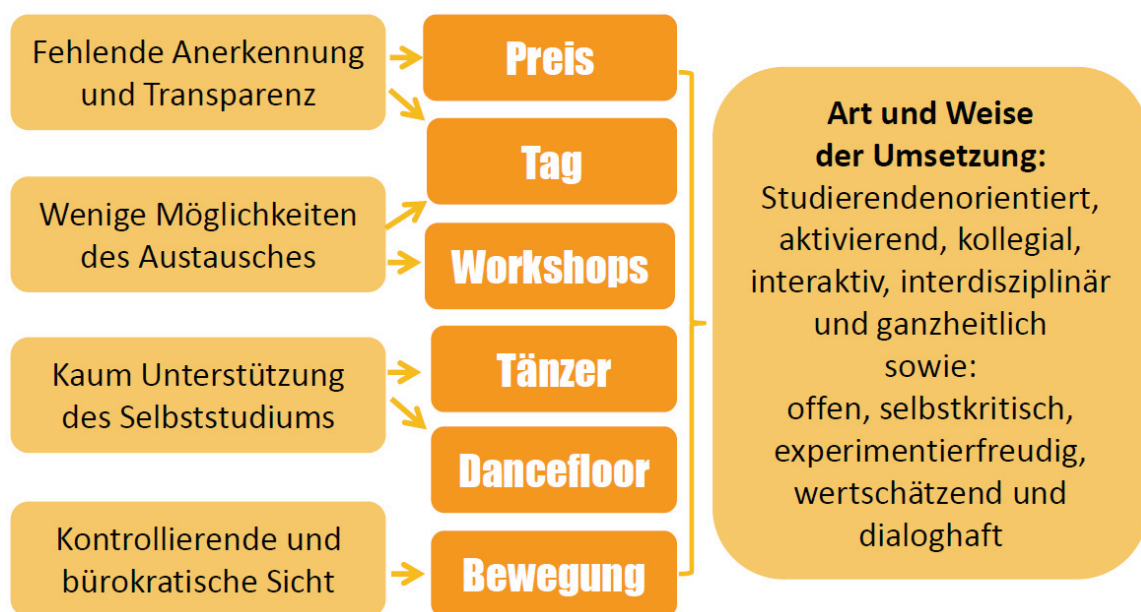 Fehlende Anerkennung
und Transparenz
Wenige Möglichkeiten
des Austausches
Kaum Unterstützung
des Selbststudiums
Kontrollierende und
bürokratische Sicht
Preis
Tag
Workshops
Tänzer
Dancefloor
Bewegung
Art und Weise
der Umsetzung:
Studierendenorientiert,
aktivierend, kollegial,
interaktiv, interdisziplinär
und ganzheitlich
sowie:
offen, selbstkritisch,
experimentierfreudig,
wertschätzend und
dialoghaft